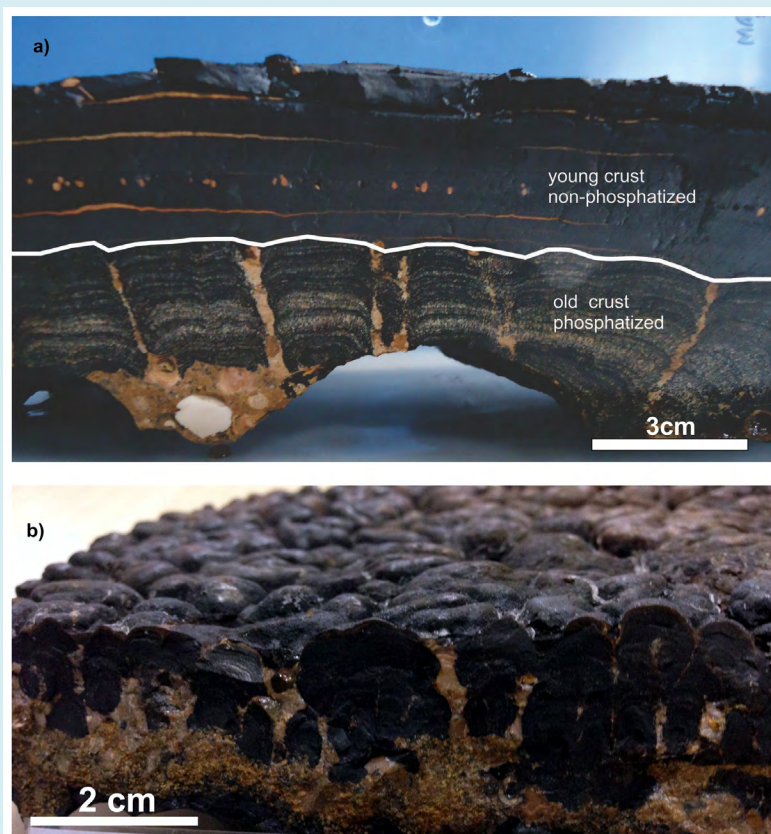 a)
young crust
non-phosphatized
old crust
phosphatized
3cm
b)
2 cm